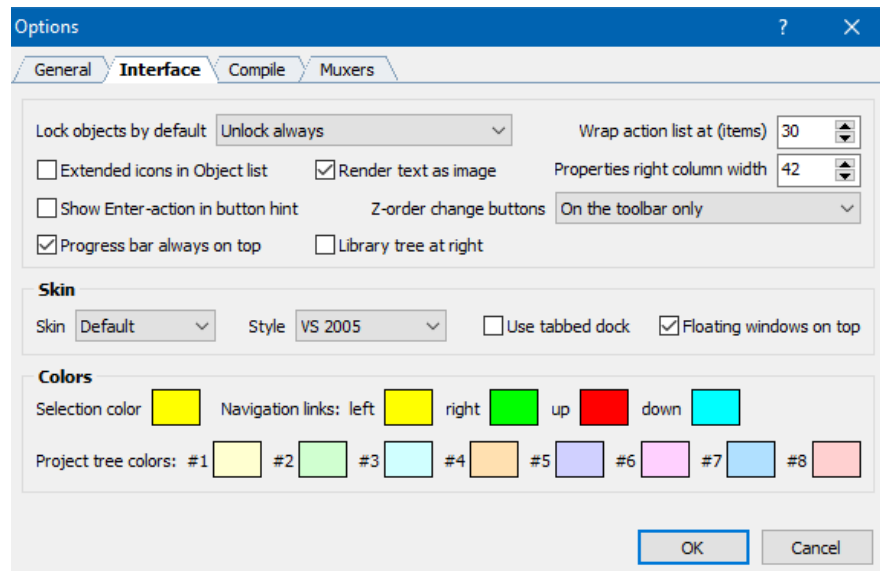 Options
General Interface Compile Muxers
Lock objects by default Unlock always Wrap action list at (items) 30
Extended icons in Object list Render text as image Properties right column width 42
Show Enter-action in button hint Z-order change buttons On the toolbar only
Progress bar always on top Library tree at right
Skin
Skin Default Style VS 2005 Use tabbed dock Floating windows on top
Colors
Selection color Navigation links: left right up down
Project tree colors: #1 #2 #3 #4 #5 #6 #7 #8
OK Cancel